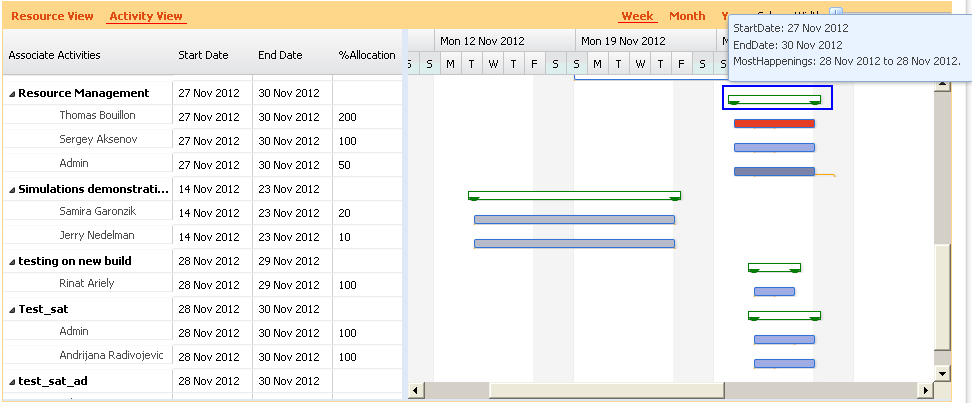 Resource View Activity View Week Month
StartDate: 27 Nov 2012
EndDate: 30 Nov 2012
MostHappenings: 28 Nov 2012 to 28 Nov 2012.
Associate Activities Start Date End Date %Allocation
Mon 12 Nov 2012 Mon 19 Nov 2012
S S M T W T F S S M T W T F S
Resource Management 27 Nov 2012 30 Nov 2012
Thomas Bouillon 27 Nov 2012 30 Nov 2012 200
Sergey Aksenov 27 Nov 2012 30 Nov 2012 100
Admin 27 Nov 2012 30 Nov 2012 50
Simulations demonstrati... 14 Nov 2012 23 Nov 2012
Samira Garonzik 14 Nov 2012 23 Nov 2012 20
Jerry Nedelman 14 Nov 2012 23 Nov 2012 10
testing on new build 28 Nov 2012 29 Nov 2012
Rinat Ariely 28 Nov 2012 29 Nov 2012 100
Test_sat 28 Nov 2012 30 Nov 2012
Admin 28 Nov 2012 30 Nov 2012 100
Andrijana Radivojevic 28 Nov 2012 30 Nov 2012 100
test_sat_ad 28 Nov 2012 30 Nov 2012